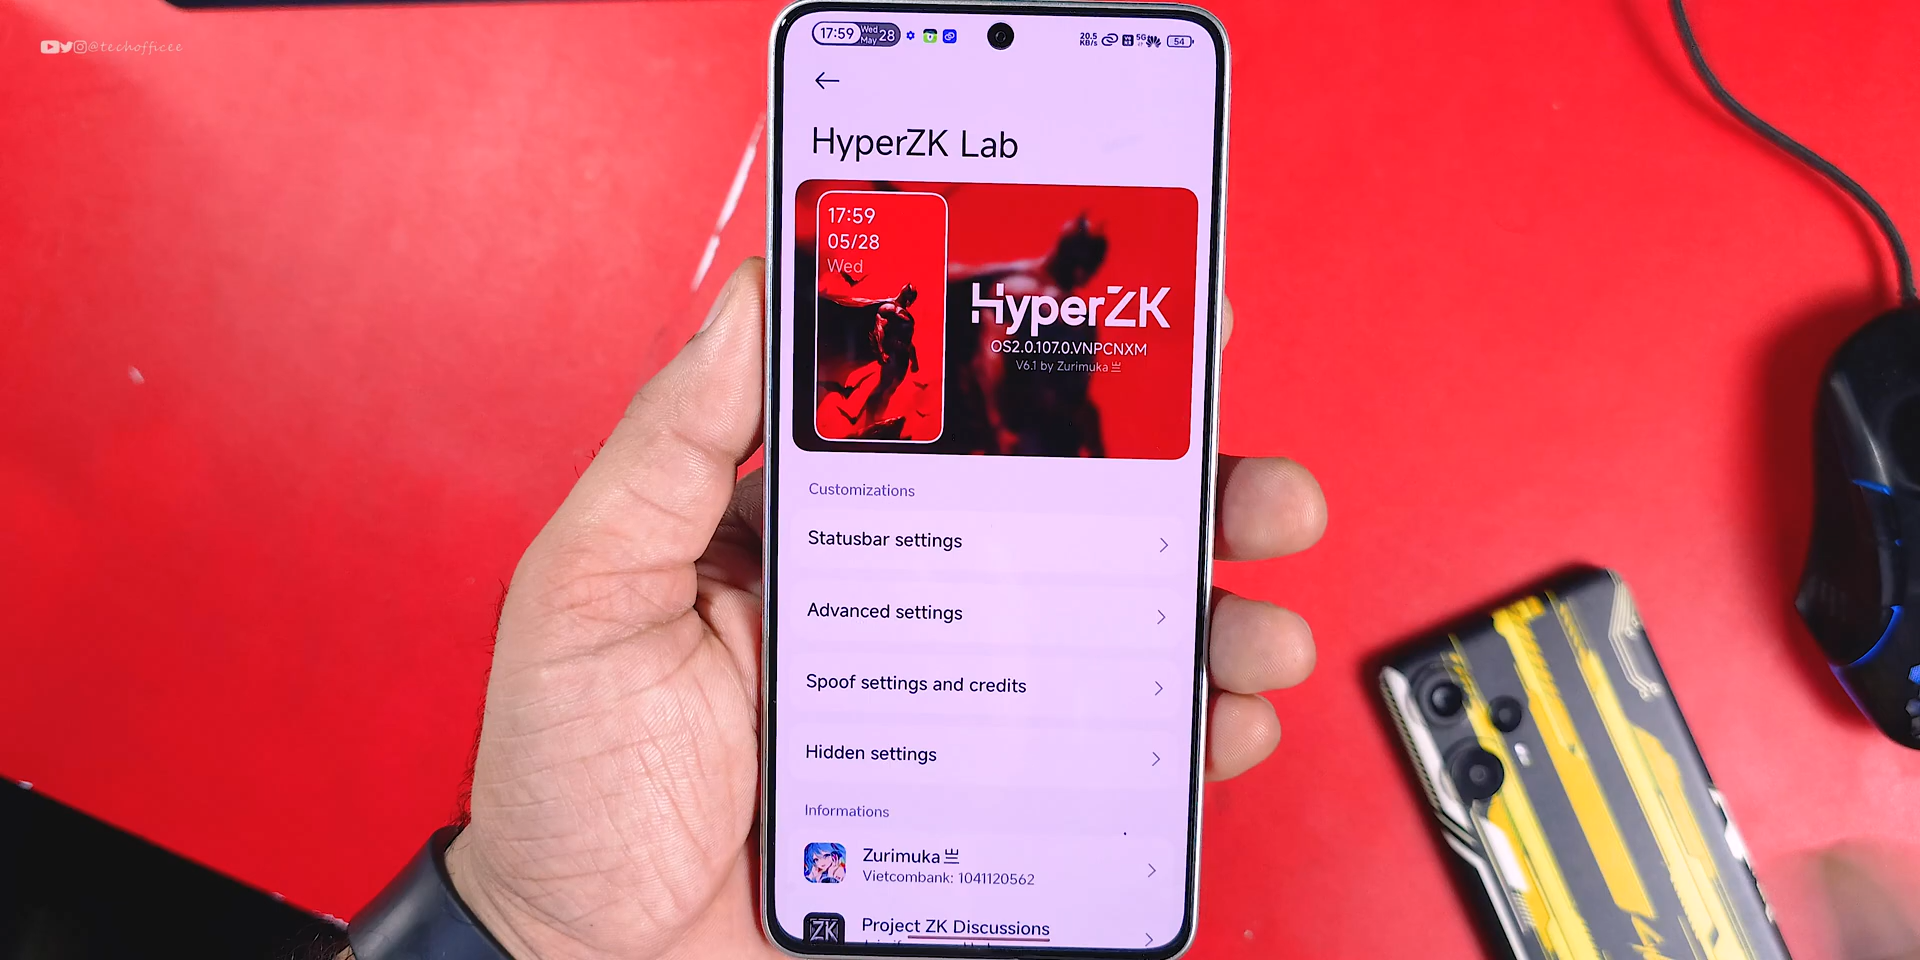 @techofficee
17:59 Wed May 28
20.5 KB/s 5G 54
HyperZK Lab
17:59
05/28
Wed
HyperZK
OS2.0.107.0.VNPCNXM
V6.1 by Zurimuka
Customizations
Statusbar settings
Advanced settings
Spoof settings and credits
Hidden settings
Informations
Zurimuka
Vietcombank: 1041120562
ZK
Project ZK Discussions